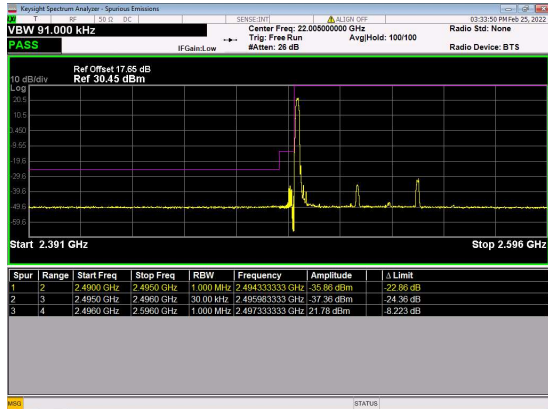 Keysight Spectrum Analyzer - Spurious Emissions
LXI T RF 50 Ω DC SENSE:INT ALIGN OFF 03:33:50 PM Feb 25, 2022
VBW 91.000 kHz Center Freq: 22.005000000 GHz Radio Std: None
Trig: Free Run Avg|Hold: 100/100
PASS IFGain:Low #Atten: 26 dB Radio Device: BTS
Ref Offset 17.65 dB
10 dB/div Ref 30.45 dBm
Log
20.5
10.5
0.450
-9.55
-19.6
-29.6
-39.6
-49.6
-59.6
Start 2.391 GHz Stop 2.596 GHz
Spur Range Start Freq Stop Freq RBW Frequency Amplitude Δ Limit
1 2 2.4900 GHz 2.4950 GHz 1.000 MHz 2.494333333 GHz -35.86 dBm -22.86 dB
2 3 2.4950 GHz 2.4960 GHz 30.00 kHz 2.495983333 GHz -37.36 dBm -24.36 dB
3 4 2.4960 GHz 2.5960 GHz 1.000 MHz 2.497333333 GHz 21.78 dBm -8.223 dB
MSG STATUS